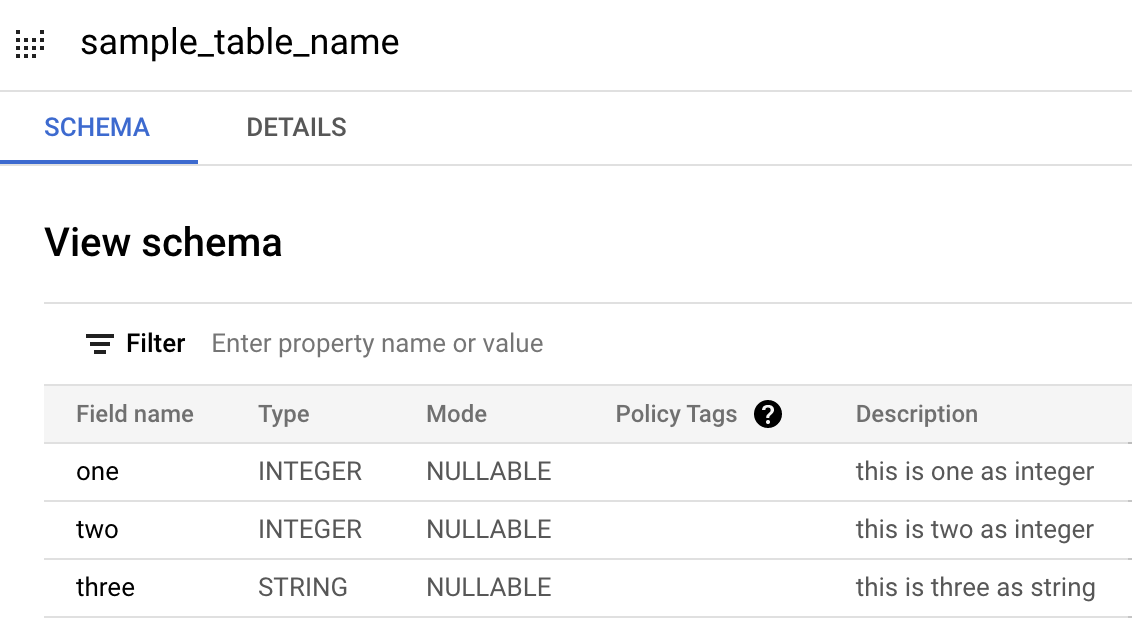 sample_table_name
SCHEMA DETAILS
View schema
Filter Enter property name or value
Field name Type Mode Policy Tags ? Description
one INTEGER NULLABLE this is one as integer
two INTEGER NULLABLE this is two as integer
three STRING NULLABLE this is three as string